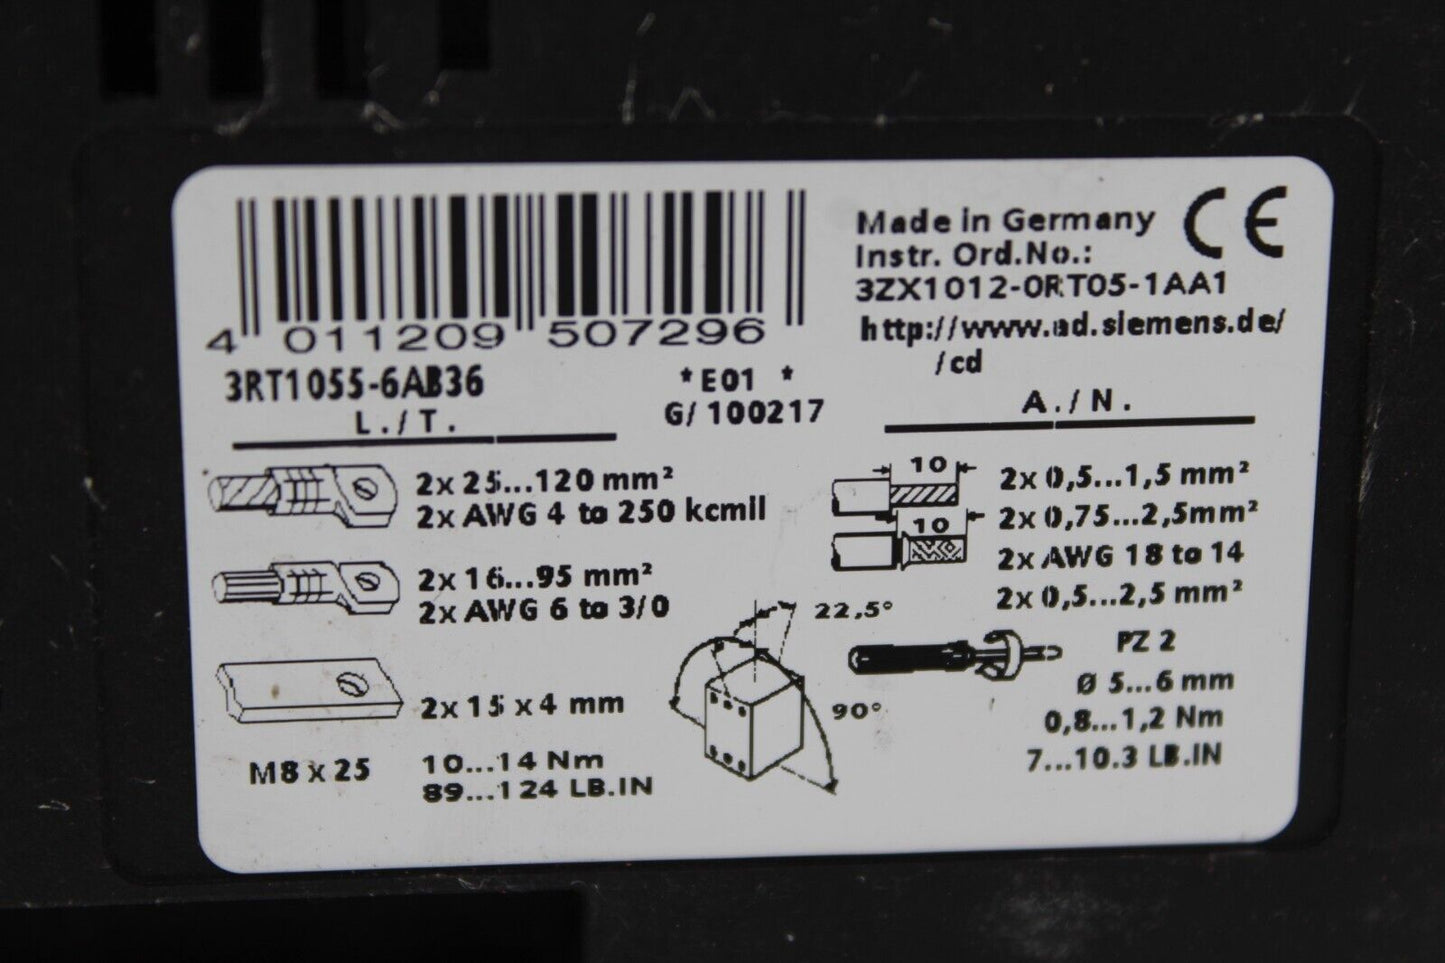 4 011209 507296
3RT1055-6AB36
*E01 *
G/ 100217
L./T.
2x 25...120 mm²
2x AWG 4 to 250 kcmil
2x 16...95 mm²
2x AWG 6 to 3/0
2x 15 x 4 mm
M8 x 25
10...14 Nm
89...124 LB.IN
Made in Germany
CE
Instr. Ord.No.:
3ZX1012-0RT05-1AA1
http://www.ad.siemens.de/
/cd
A./N.
10
2x 0,5...1,5 mm²
10
2x 0,75...2,5mm²
2x AWG 18 to 14
2x 0,5...2,5 mm²
22,5°
90°
PZ 2
Ø 5...6 mm
0,8...1,2 Nm
7...10.3 LB.IN